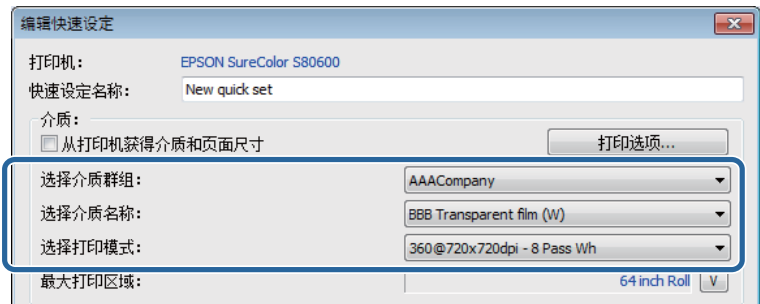 编辑快速设定
打印机： EPSON SureColor S80600
快速设定名称： New quick set
介质：
从打印机获得介质和页面尺寸 打印选项...
选择介质群组： AAACompany
选择介质名称： BBB Transparent film (W)
选择打印模式： 360@720x720dpi - 8 Pass Wh
最大打印区域： 64 inch Roll V